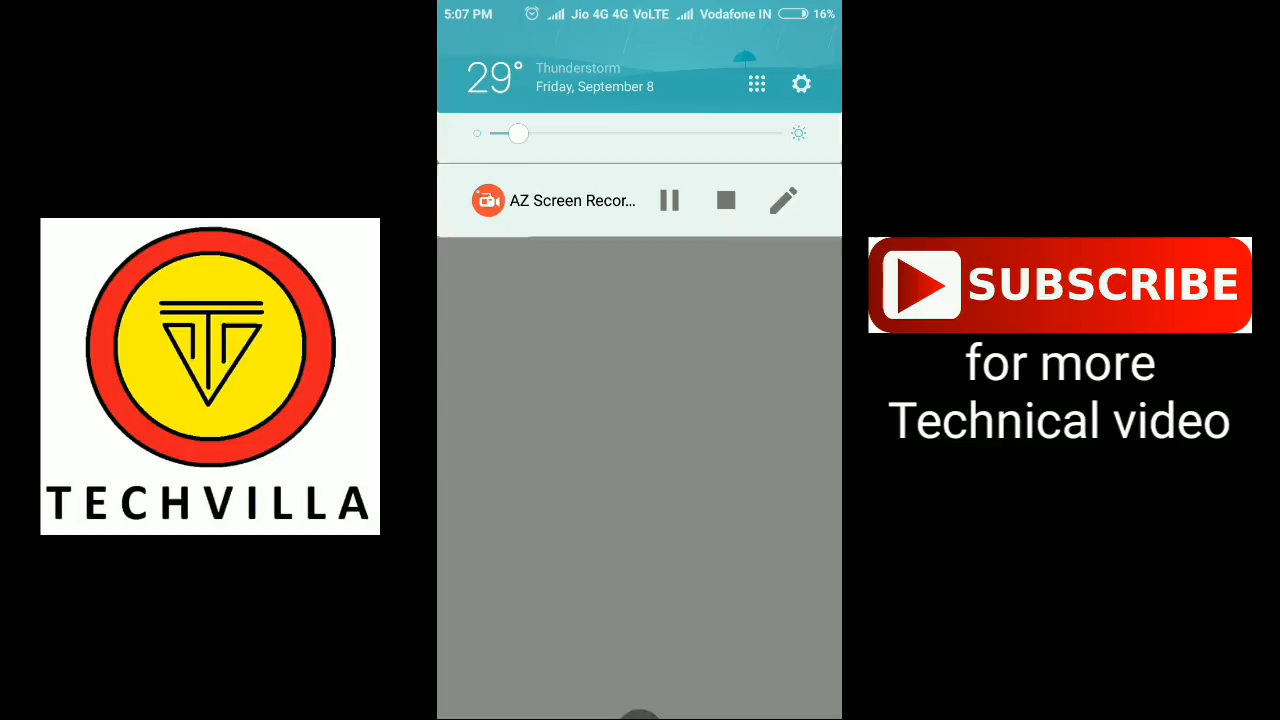 5:07 PM Jio 4G 4G VoLTE Vodafone IN 16%
29° Thunderstorm
Friday, September 8
AZ Screen Recor...
TECHVILLA
SUBSCRIBE
for more
Technical video